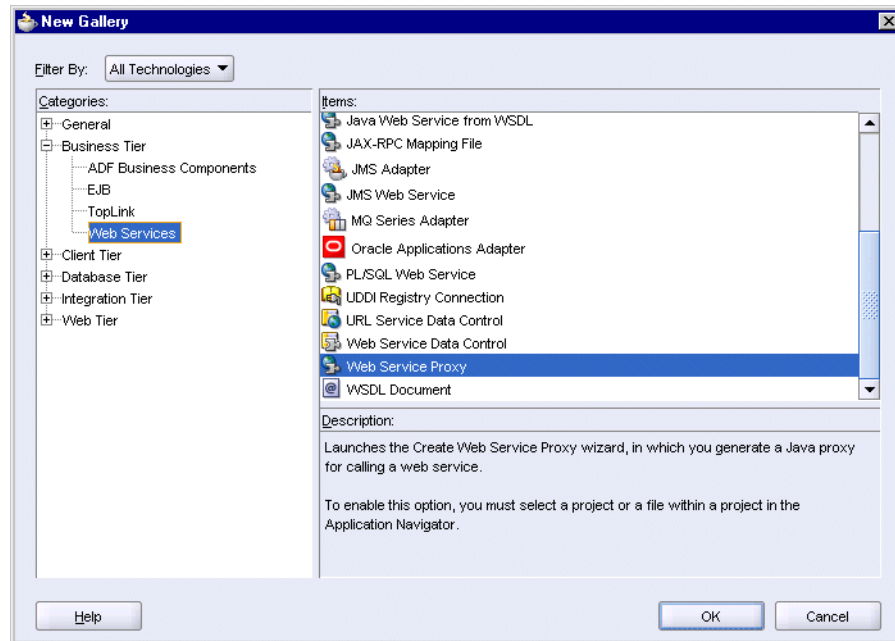 New Gallery
Filter By: All Technologies
Categories:
General
Business Tier
ADF Business Components
EJB
TopLink
Web Services
Client Tier
Database Tier
Integration Tier
Web Tier
Items:
Java Web Service from WSDL
JAX-RPC Mapping File
JMS Adapter
JMS Web Service
MQ Series Adapter
Oracle Applications Adapter
PL/SQL Web Service
UDDI Registry Connection
URL Service Data Control
Web Service Data Control
Web Service Proxy
WSDL Document
Description:
Launches the Create Web Service Proxy wizard, in which you generate a Java proxy
for calling a web service.
To enable this option, you must select a project or a file within a project in the
Application Navigator.
Help
OK
Cancel